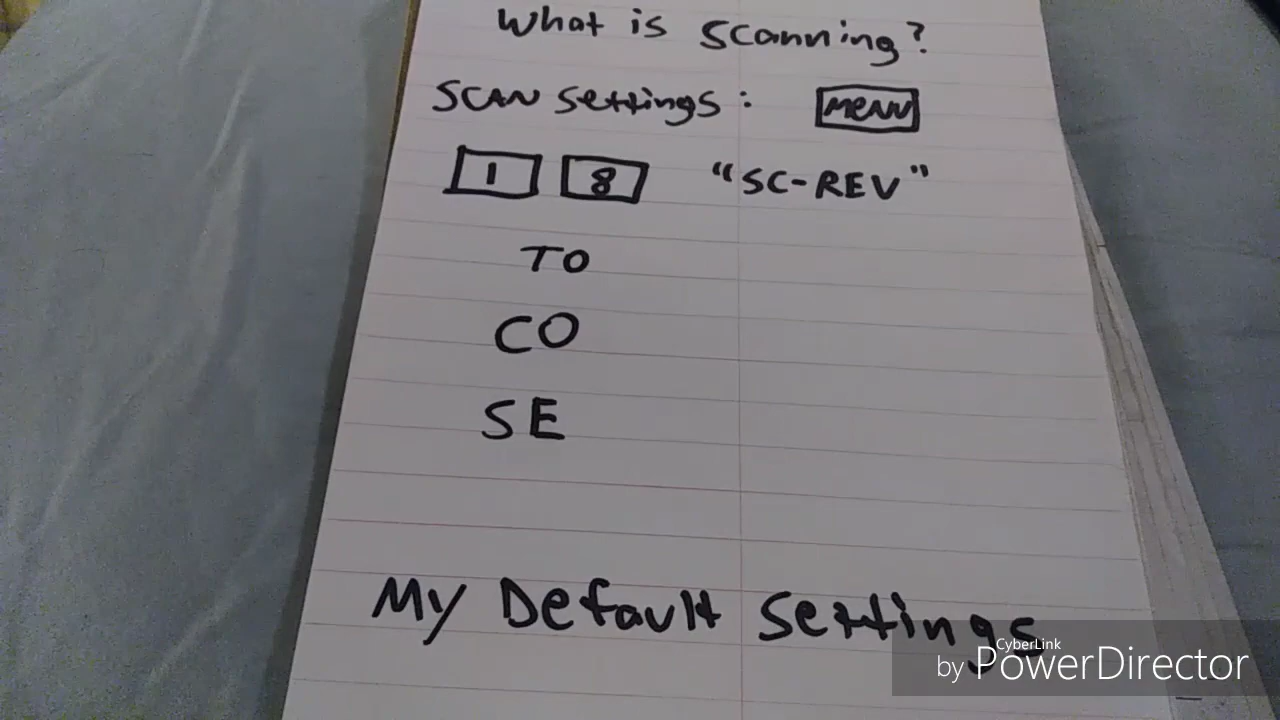 What is Scanning?
SCAN Settings: MENU
1 8 "SC-REV"
TO
CO
SE
My Default Settings
CyberLink
by PowerDirector